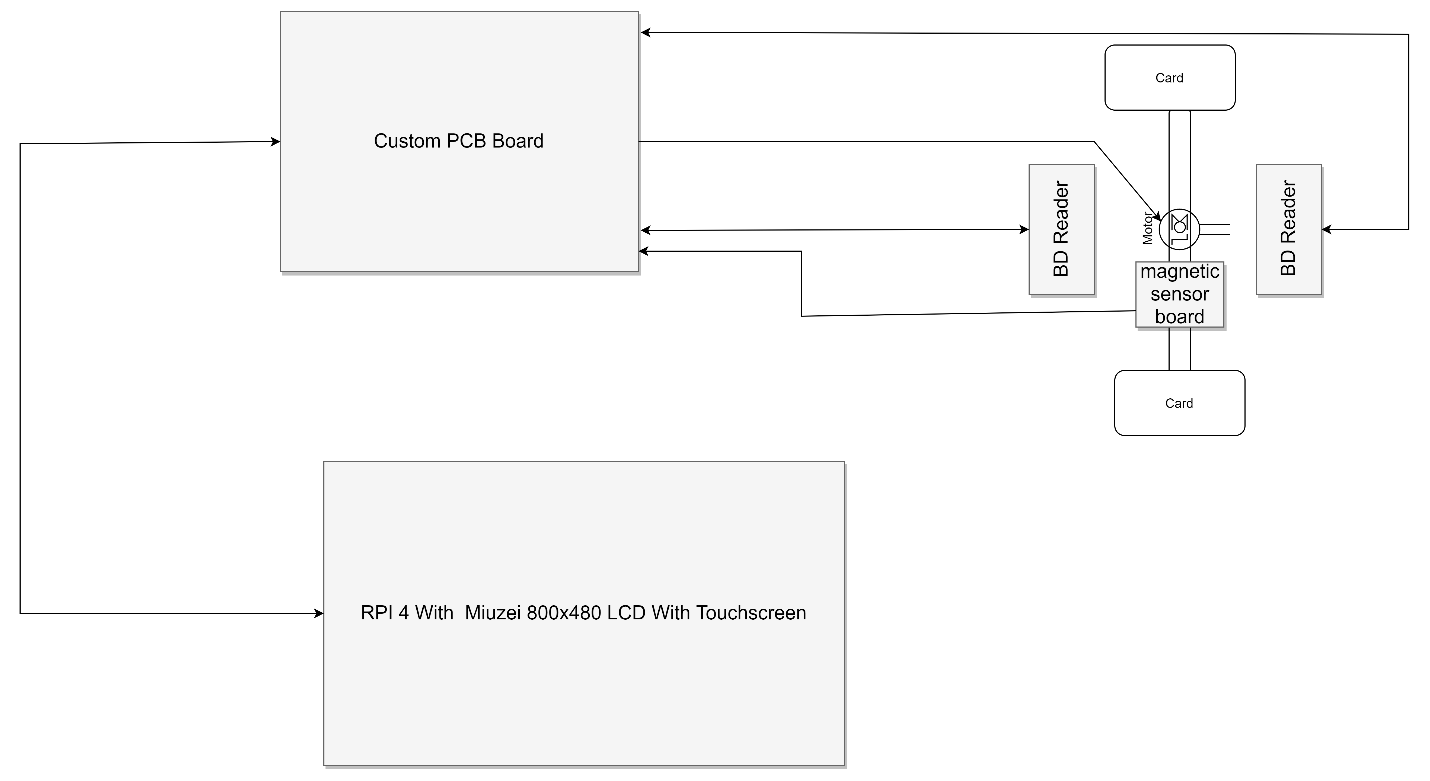 Card
Custom PCB Board
BD Reader
Motor
BD Reader
magnetic
sensor
board
Card
RPI 4 With  Miuzei 800x480 LCD With Touchscreen